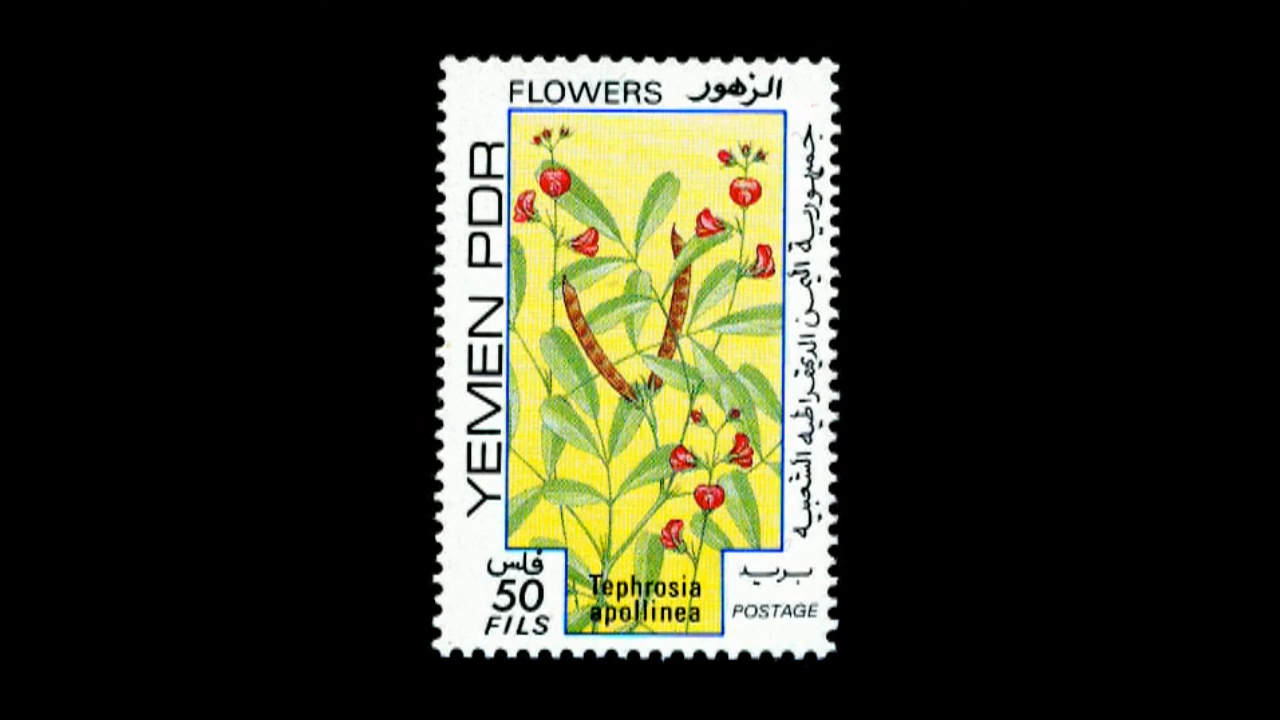 FLOWERS الزهور
YEMEN PDR
جمهورية اليمن الديمقراطية الشعبية
فلس
50
FILS
Tephrosia
apollinea
بريد
POSTAGE